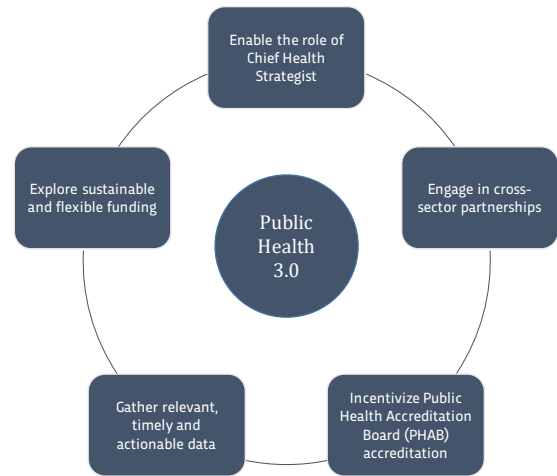 Enable the role of
Chief Health
Strategist
Engage in cross-
sector partnerships
Incentivize Public
Health Accreditation
Board (PHAB)
accreditation
Gather relevant,
timely and
actionable data
Explore sustainable
and flexible funding
Public
Health
3.0